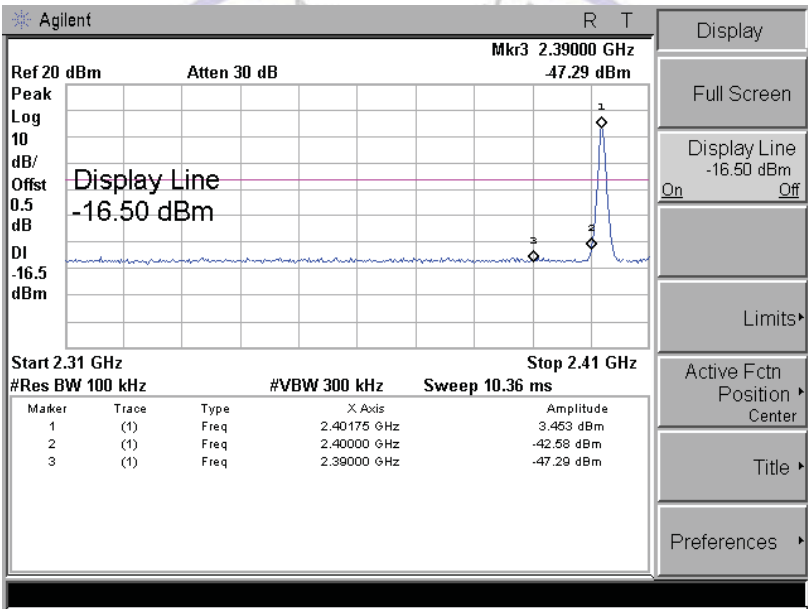 Agilent
R T
Mkr3 2.39000 GHz
Ref 20 dBm Atten 30 dB -47.29 dBm
Peak
Log
10
dB/
Offst
0.5
dB
DI
-16.5
dBm
1
Display Line
-16.50 dBm
2
3
Start 2.31 GHz Stop 2.41 GHz
#Res BW 100 kHz #VBW 300 kHz Sweep 10.36 ms
Marker Trace Type X Axis Amplitude
1 (1) Freq 2.40175 GHz 3.453 dBm
2 (1) Freq 2.40000 GHz -42.58 dBm
3 (1) Freq 2.39000 GHz -47.29 dBm
Display
Full Screen
Display Line
-16.50 dBm
On Off
Limits
Active Fctn
Position
Center
Title
Preferences